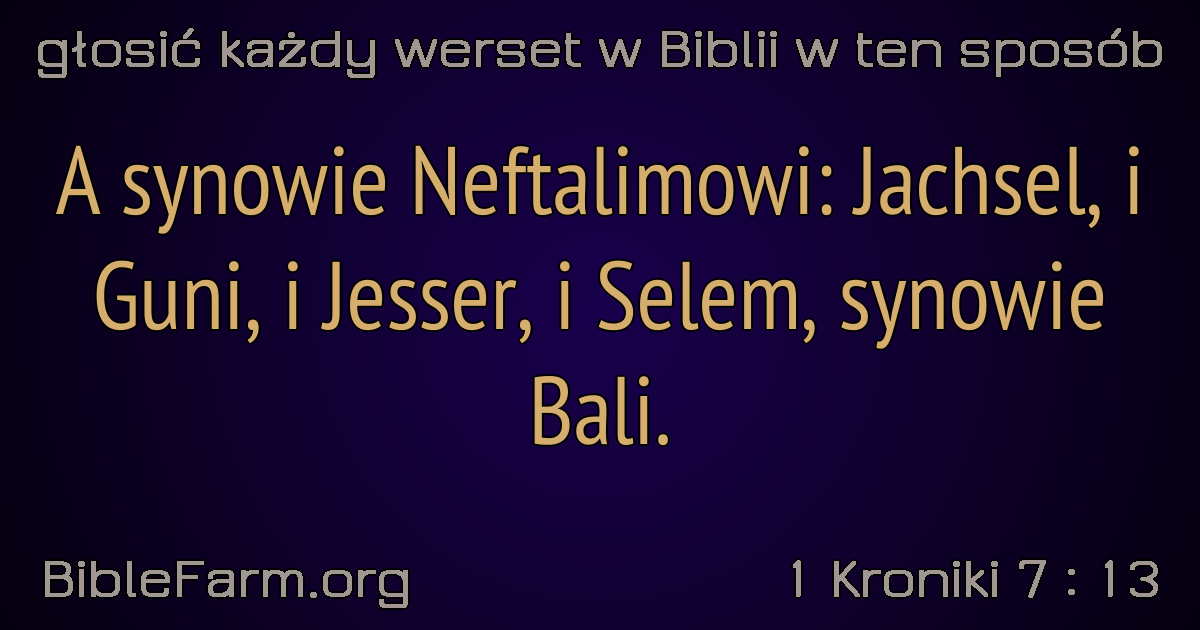 głosić każdy werset w Biblii w ten sposób
A synowie Neftalimowi: Jachsel, i
Guni, i Jesser, i Selem, synowie
Bali.
BibleFarm.org
1 Kroniki 7 : 13